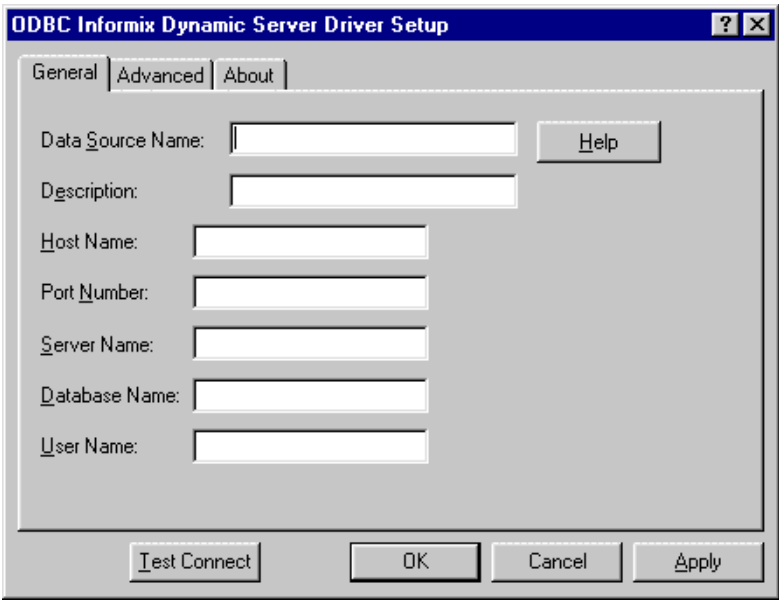 ODBC Informix Dynamic Server Driver Setup
General Advanced About
Data Source Name:
Help
Description:
Host Name:
Port Number:
Server Name:
Database Name:
User Name:
Test Connect OK Cancel Apply